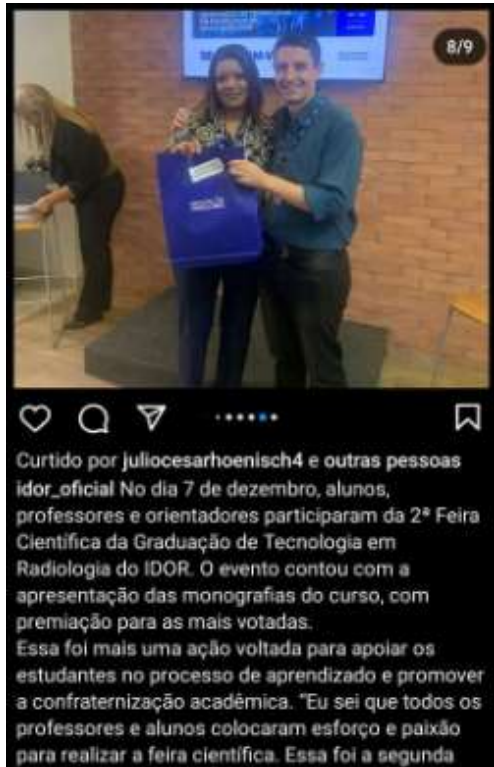 8/9
Curtido por juliocesarhoenisch4 e outras pessoas
idor_oficial No dia 7 de dezembro, alunos,
professores e orientadores participaram da 2ª Feira
Científica da Graduação de Tecnologia em
Radiologia do IDOR. O evento contou com a
apresentação das monografias do curso, com
premiação para as mais votadas.
Essa foi mais uma ação voltada para apoiar os
estudantes no processo de aprendizado e promover
a confraternização acadêmica. "Eu sei que todos os
professores e alunos colocaram esforço e paixão
para realizar a feira científica. Essa foi a segunda